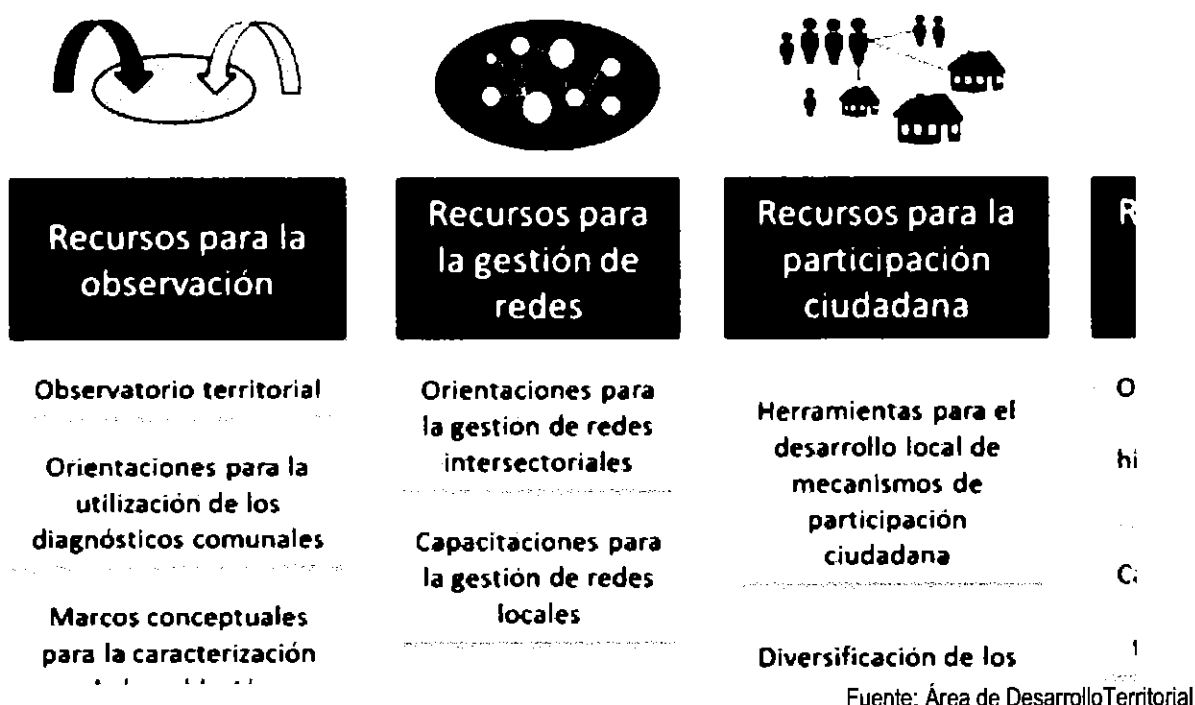 Recursos para la
observación
Observatorio territorial
Orientaciones para la
utilización de los
diagnósticos comunales
Marcos conceptuales
para la caracterización
Recursos para
la gestión de
redes
Orientaciones para
la gestión de redes
intersectoriales
Capacitaciones para
la gestión de redes
locales
Recursos para la
participación
ciudadana
Herramientas para el
desarrollo local de
mecanismos de
participación
ciudadana
Diversificación de los
R
O
hi
Fuente: Área de DesarrolloTerritorial